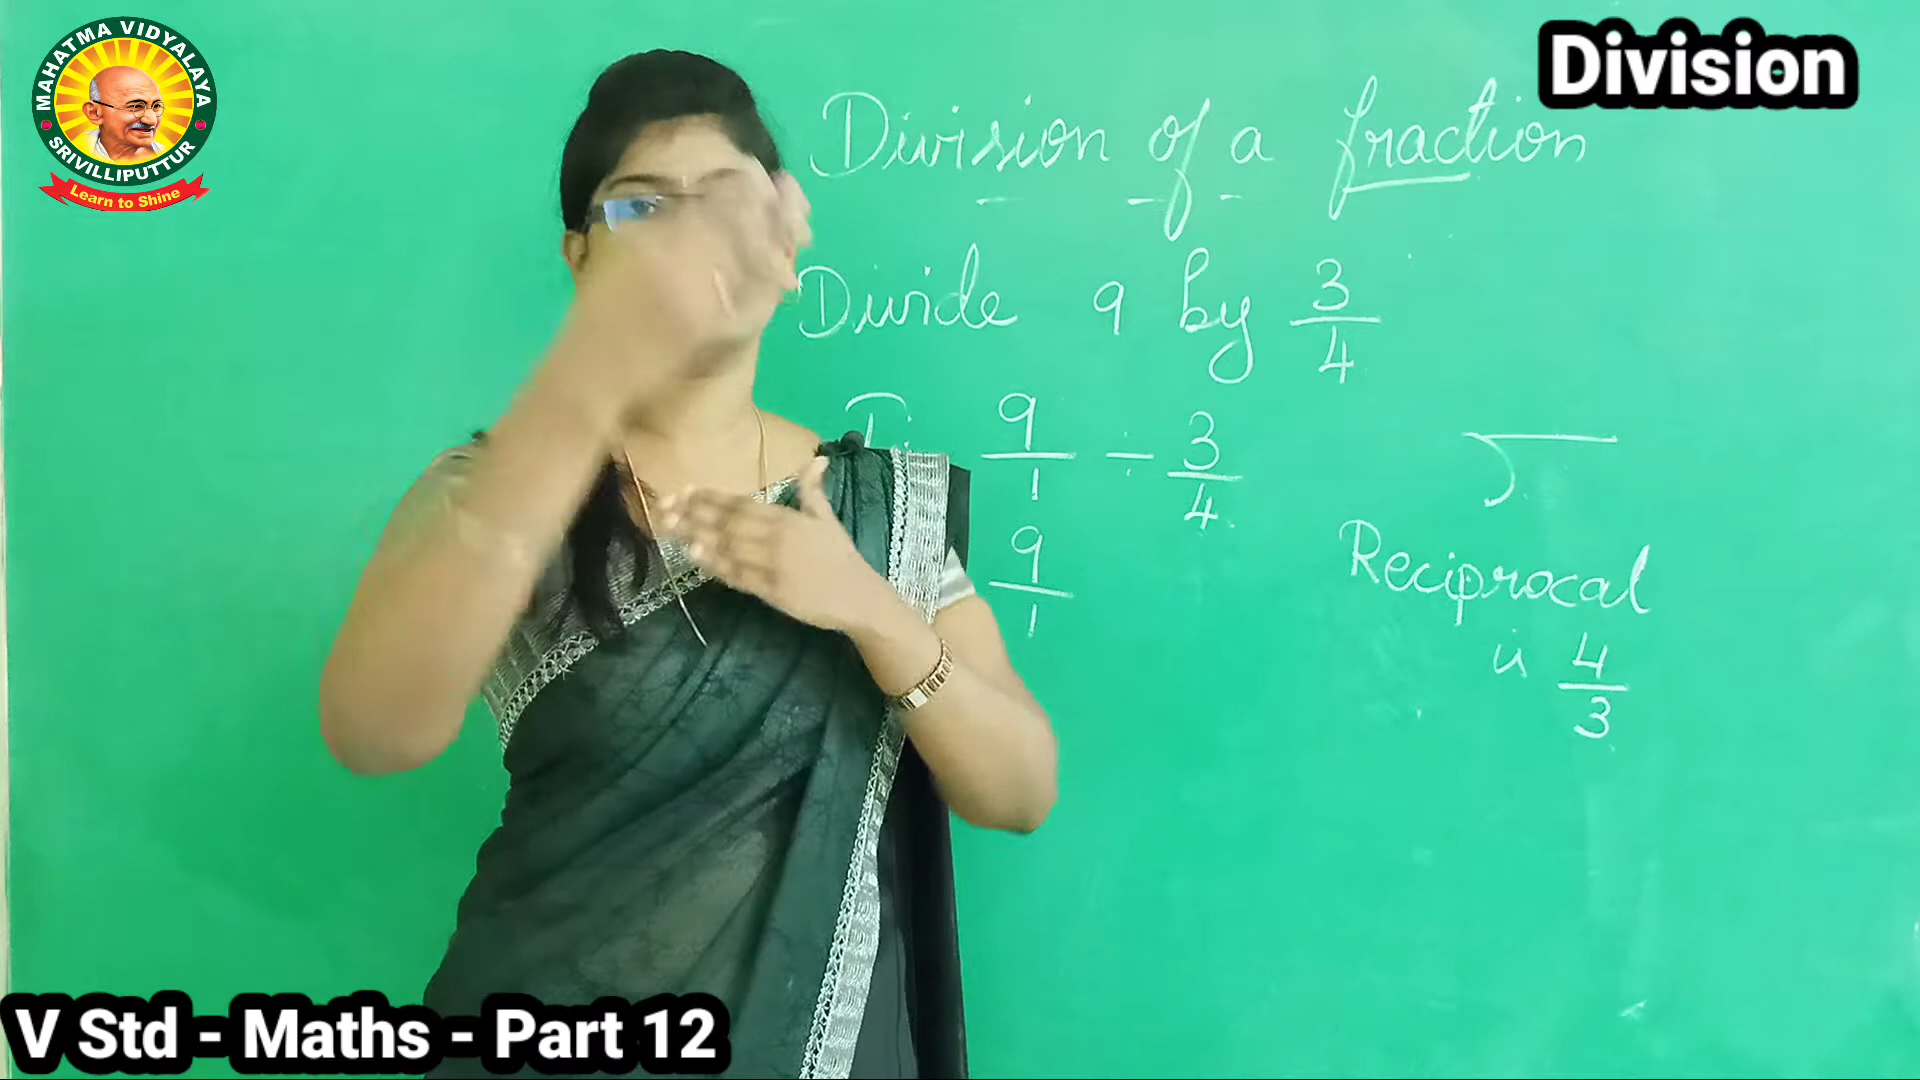 MAHATMA VIDYALAYA
SRIVILLIPUTTUR
Learn to Shine
Division
Division of a fraction
Divide 9 by 3/4
9/1 ÷ 3/4
9/1
Reciprocal
is 4/3
V Std - Maths - Part 12